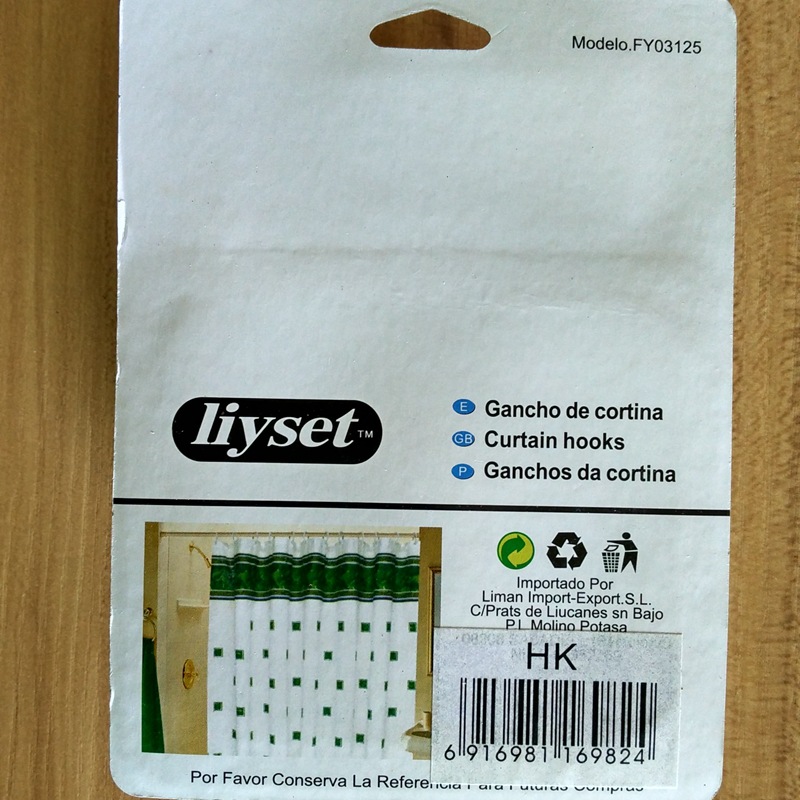 Modelo.FY03125
liyset™
E Gancho de cortina
GB Curtain hooks
P Ganchos da cortina
Importado Por
Liman Import-Export.S.L.
C/Prats de Liucanes sn Bajo
P.I. Molino Potasa
HK
6 916981 169824
Por Favor Conserva La Referencia Para Futuras Compras